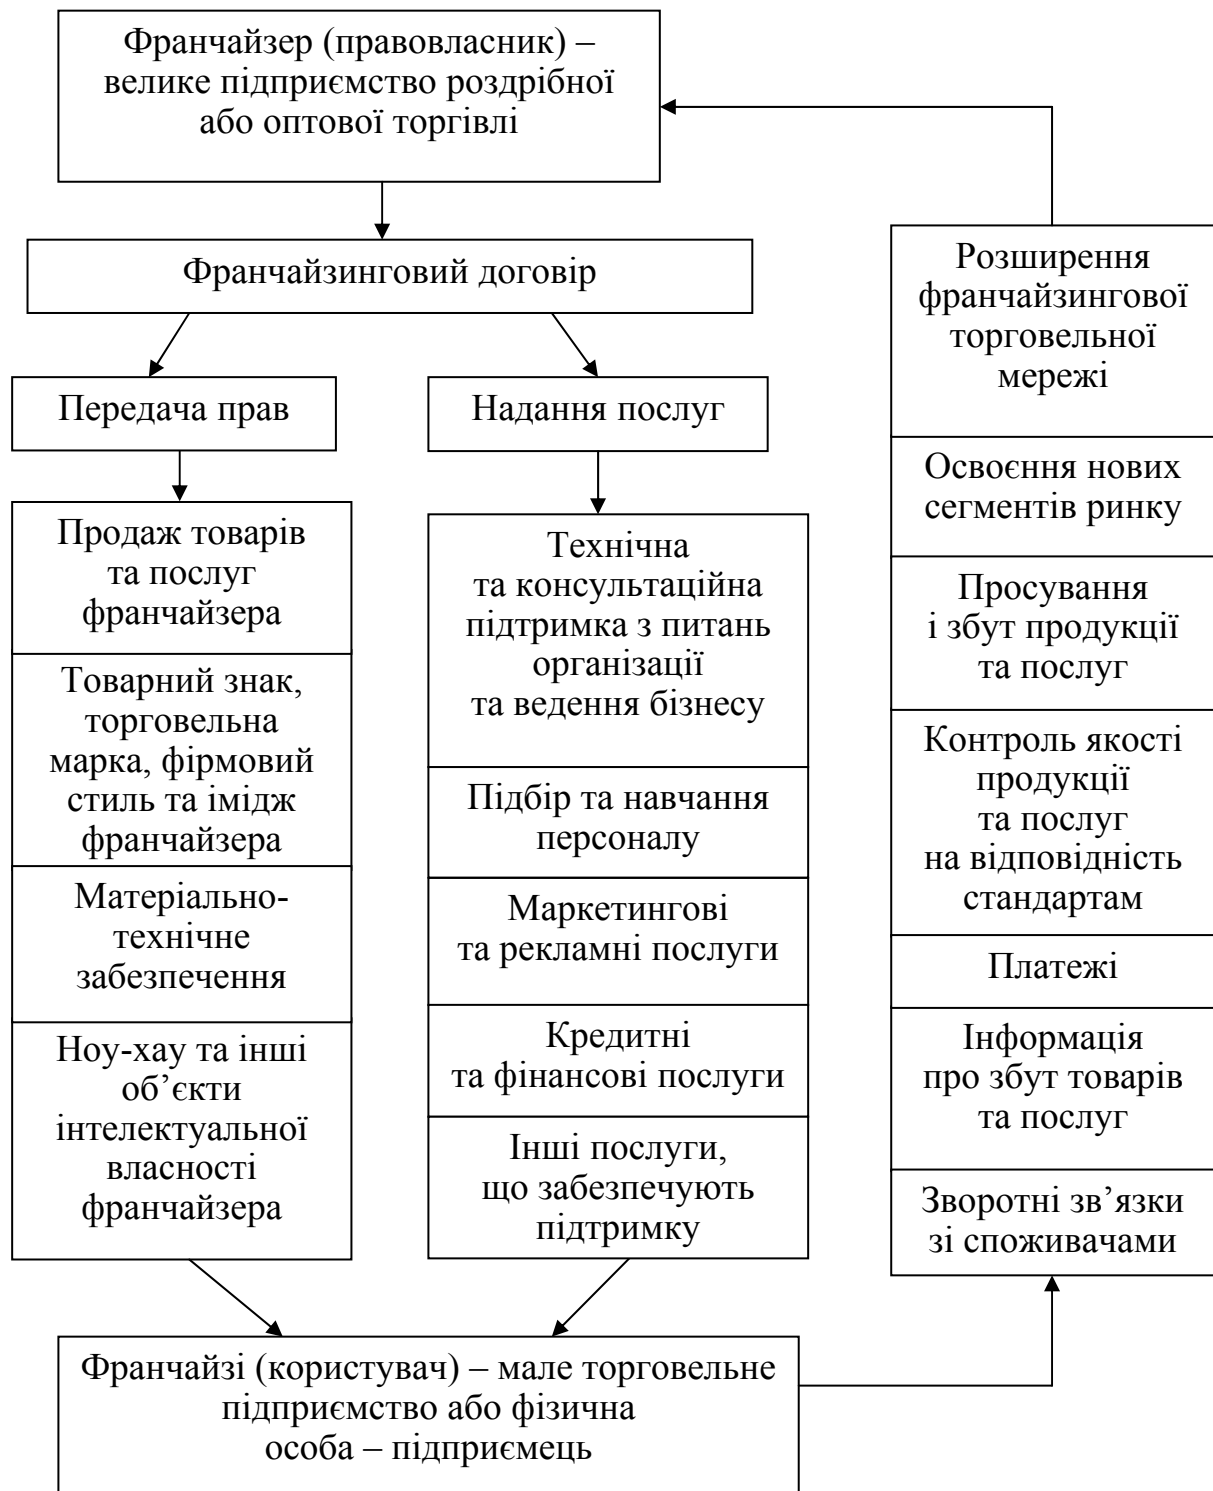 Франчайзер (правовласник) –
велике підприємство роздрібної
або оптової торгівлі
Франчайзинговий договір
Передача прав
Продаж товарів
та послуг
франчайзера
Товарний знак,
торговельна
марка, фірмовий
стиль та імідж
франчайзера
Матеріально-
технічне
забезпечення
Ноу-хау та інші
об’єкти
інтелектуальної
власності
франчайзера
Надання послуг
Технічна
та консультаційна
підтримка з питань
організації
та ведення бізнесу
Підбір та навчання
персоналу
Маркетингові
та рекламні послуги
Кредитні
та фінансові послуги
Інші послуги,
що забезпечують
підтримку
Розширення
франчайзингової
торговельної
мережі
Освоєння нових
сегментів ринку
Просування
і збут продукції
та послуг
Контроль якості
продукції
та послуг
на відповідність
стандартам
Платежі
Інформація
про збут товарів
та послуг
Зворотні зв’язки
зі споживачами
Франчайзі (користувач) – мале торговельне
підприємство або фізична
особа – підприємець